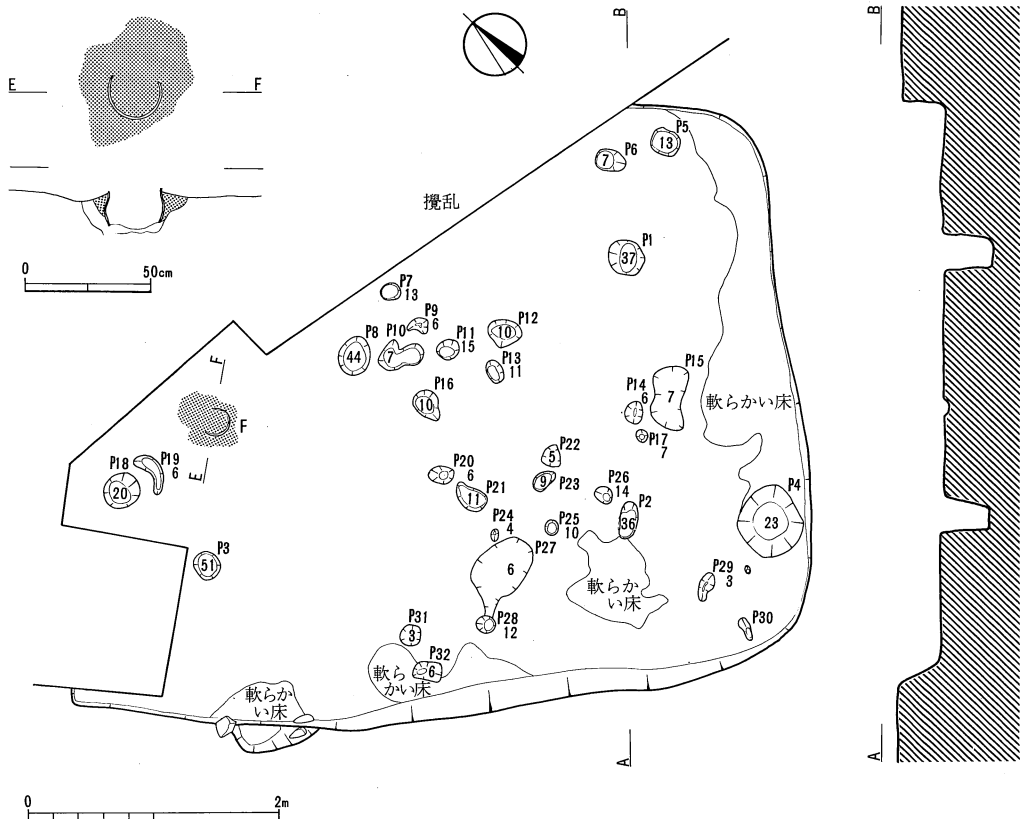 B
B
E
F
攪乱
0
50cm
P5
13
P6
7
P1
37
P7
13
P9
6
P8
44
P10
7
P11
15
P12
10
P13
11
P16
10
P15
7
P14
6
P17
7
軟らかい床
F
F
E
P18
20
P19
6
P20
6
P21
11
P22
5
P23
9
P26
14
P2
36
P4
23
P24
4
P25
10
P27
6
軟らか
い床
P3
51
P29
3
P30
P28
12
P31
3
P32
6
軟ら
かい床
軟らか
い床
A
A
0
2m